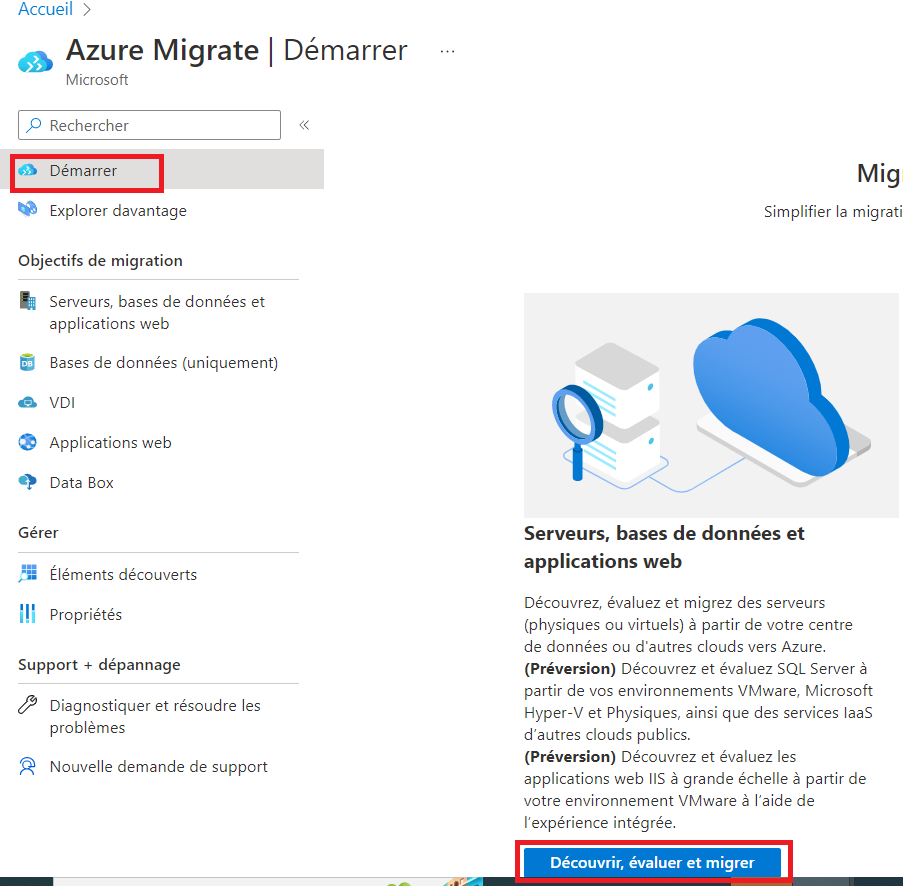 Accueil
Azure Migrate | Démarrer ...
Microsoft
Rechercher
Démarrer
Explorer davantage
Objectifs de migration
Serveurs, bases de données et
applications web
Bases de données (uniquement)
VDI
Applications web
Data Box
Gérer
Éléments découverts
Propriétés
Support + dépannage
Diagnostiquer et résoudre les
problèmes
Nouvelle demande de support
Mig
Simplifier la migrati
DB
Serveurs, bases de données et
applications web
Découvrez, évaluez et migrez des serveurs
(physiques ou virtuels) à partir de votre centre
de données ou d'autres clouds vers Azure.
(Préversion) Découvrez et évaluez SQL Server à
partir de vos environnements VMware, Microsoft
Hyper-V et Physiques, ainsi que des services IaaS
d’autres clouds publics.
(Préversion) Découvrez et évaluez les
applications web IIS à grande échelle à partir de
votre environnement VMware à l’aide de
l’expérience intégrée.
Découvrir, évaluer et migrer